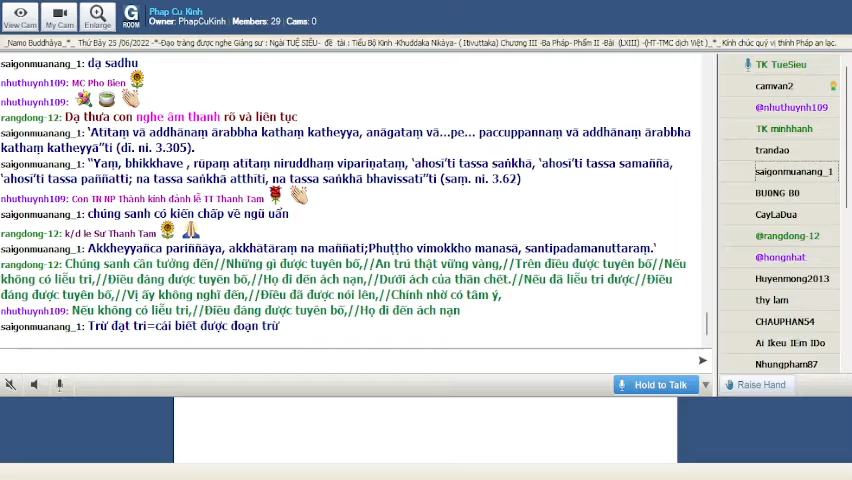 Phap Cu Kinh
Owner: PhapCuKinh Members: 29 | Cams: 0
View Cam
My Cam
Enlarge
G ROOM
_Namo Buddhāya_*_ Thứ Bảy 25 /06/2022 -*-Đạo tràng được nghe Giảng sư : Ngài TUỆ SIÊU- đề tài : Tiểu Bộ Kinh -Khuddaka Nikāya- ( Itivuttaka) Chương III -Ba Pháp- Phẩm II -Bài (LXIII) -(HT-TMC dịch Việt )_*_ Kính chúc quý vị thính Pháp an lạc.
saigonmuanang_1: dạ sadhu
nhuthuynh109: MC Pho Bien
nhuthuynh109:
rangdong-12: Dạ thưa con nghe âm thanh rõ và liên tục
saigonmuanang_1: ‘Atītaṃ vā addhānaṃ ārabbha kathaṃ katheyya, anāgataṃ vā…pe… paccuppannaṃ vā addhānaṃ ārabbha
kathaṃ katheyyā”ti (dī. ni. 3.305).
saigonmuanang_1: “Yaṃ, bhikkhave , rūpaṃ atītaṃ niruddhaṃ vipariṇataṃ, ‘ahosī’ti tassa saṅkhā, ‘ahosī’ti tassa samaññā,
‘ahosī’ti tassa paññatti; na tassa saṅkhā atthīti, na tassa saṅkhā bhavissatī”ti (saṃ. ni. 3.62)
nhuthuynh109: Con TN NP Thành kính đảnh lễ TT Thanh Tam
saigonmuanang_1: chúng sanh có kiến chấp về ngũ uẩn
rangdong-12: k/d le Sư Thanh Tam
saigonmuanang_1: Akkheyyañca pariññāya, akkhātāraṃ na maññati;Phuṭṭho vimokkho manasā, santipadamanuttaraṃ.‘
rangdong-12: Chúng sanh cần tưởng đến//Những gì được tuyên bố,//An trú thật vững vàng,//Trên điều được tuyên bố//Nếu
không có liễu tri,//Điều đáng được tuyên bố,//Họ đi đến ách nạn,//Dưới ách của thần chết.//Nếu đã liễu tri được//Điều
đáng được tuyên bố,//Vị ấy không nghĩ đến,//Điều đã được nói lên,//Chính nhờ có tâm ý,
nhuthuynh109: Nếu không có liễu tri,//Điều đáng được tuyên bố,//Họ đi đến ách nạn
saigonmuanang_1: Trừ đạt tri=cái biết được đoạn trừ
Hold to Talk
TK TueSieu
camvan2
@nhuthuynh109
TK minhhanh
trandao
saigonmuanang_1
BUONG BO
CayLaDua
@rangdong-12
@hongnhat
Huyenmong2013
thy lam
CHAUPHAN54
Ai Ikeu IEm IDo
Nhungpham87
Raise Hand